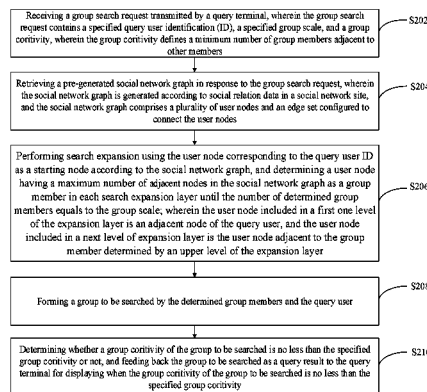 Receiving a group search request transmitted by a query terminal, wherein the group search
request contains a specified query user identification (ID), a specified group scale, and a group
coritivity, wherein the group coritivity defines a minimum number of group members adjacent to
other members
S202
Retrieving a pre-generated social network graph in response to the group search request, wherein
the social network graph is generated according to social relation data in a social network site,
and the social network graph comprises a plurality of user nodes and an edge set configured to
connect the user nodes
S204
Performing search expansion using the user node corresponding to the query user ID
as a starting node according to the social network graph, and determining a user node
having a maximum number of adjacent nodes in the social network graph as a group
member in each search expansion layer until the number of determined group
members equals to the group scale; wherein the user node included in a first one level
of the expansion layer is an adjacent node of the query user, and the user node
included in a next level of expansion layer is the user node adjacent to the group
member determined by an upper level of the expansion layer
S206
Forming a group to be searched by the determined group members and the query user
S208
Determining whether a group coritivity of the group to be searched is no less than the specified
group coritivity or not, and feeding back the group to be searched as a query result to the query
terminal for displaying when the group coritivity of the group to be searched is no less than the
specified group coritivity
S210